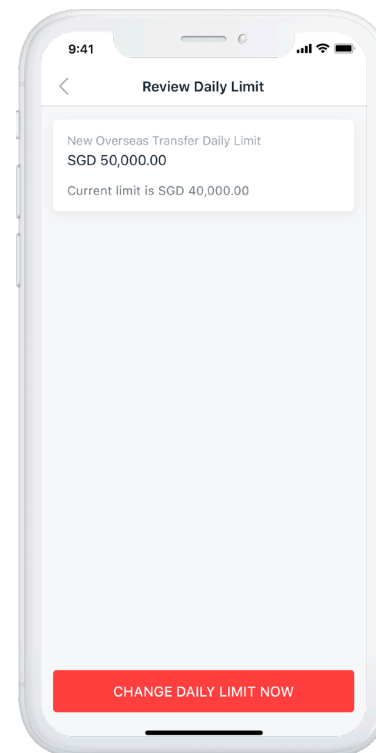 9:41
Review Daily Limit
New Overseas Transfer Daily Limit
SGD 50,000.00
Current limit is SGD 40,000.00
CHANGE DAILY LIMIT NOW